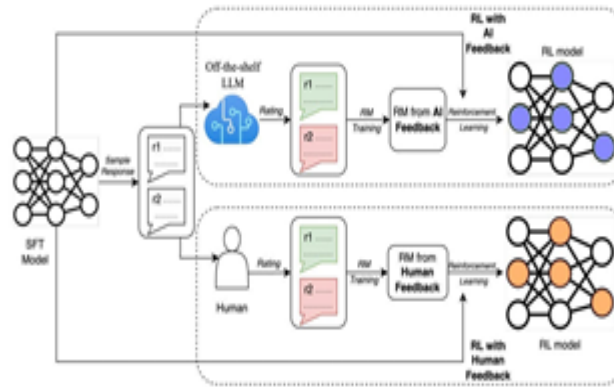 RL with
AI
Feedback
RL model
Off-the-shelf
LLM
r1
r2
Rating
RM
Training
RM from AI
Feedback
Reinforcement
Learning
Sample
Response
r1
r2
SFT
Model
Human
Rating
r1
r2
RM
Training
RM from
Human
Feedback
Reinforcement
Learning
RL with
Human
Feedback
RL model